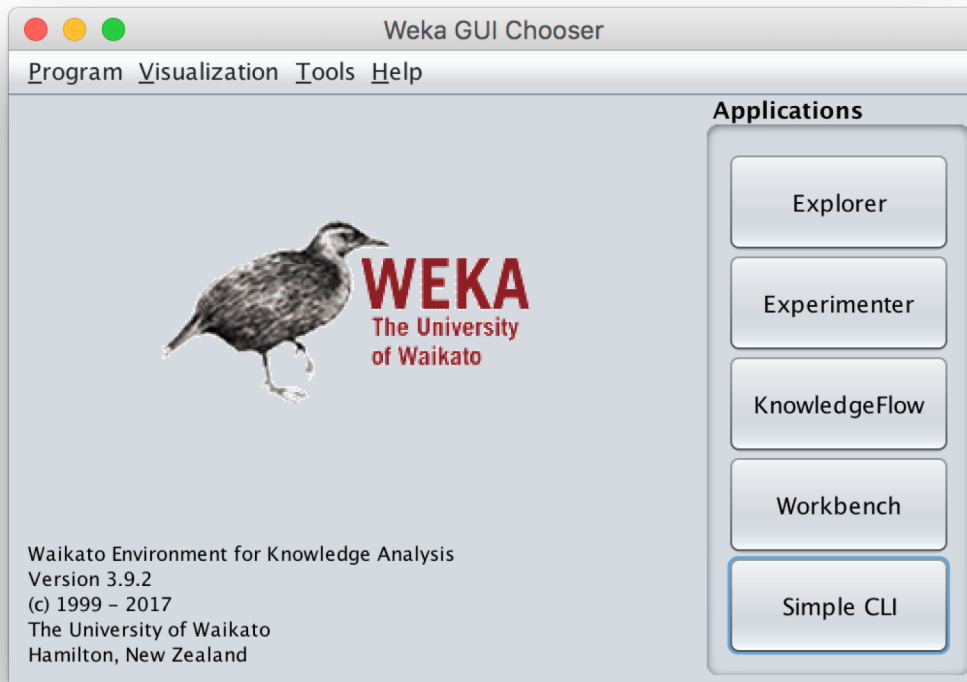 Weka GUI Chooser
Program Visualization Tools Help
Applications
Explorer
Experimenter
KnowledgeFlow
Workbench
Simple CLI
WEKA
The University
of Waikato
Waikato Environment for Knowledge Analysis
Version 3.9.2
(c) 1999 – 2017
The University of Waikato
Hamilton, New Zealand